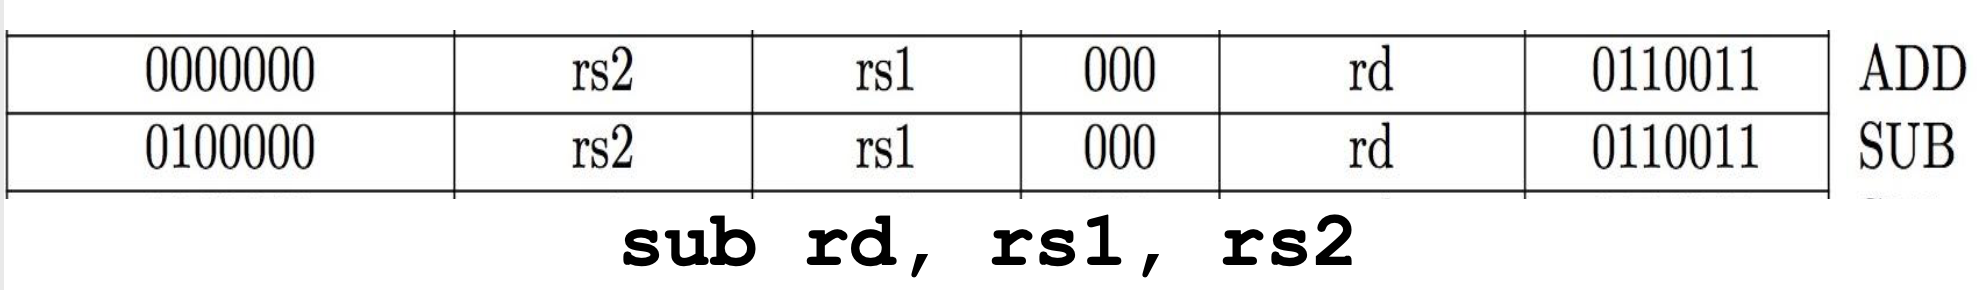 0000000 rs2 rs1 000 rd 0110011 ADD
0100000 rs2 rs1 000 rd 0110011 SUB
sub rd, rs1, rs2